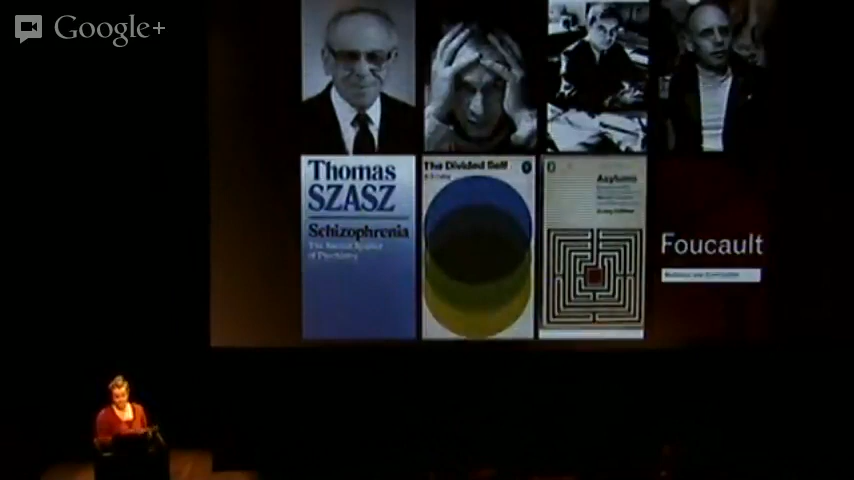 Google+
Thomas
SZASZ
Schizophrenia
The Sacred Symbol
of Psychiatry
The Divided Self
Asylums
Foucault